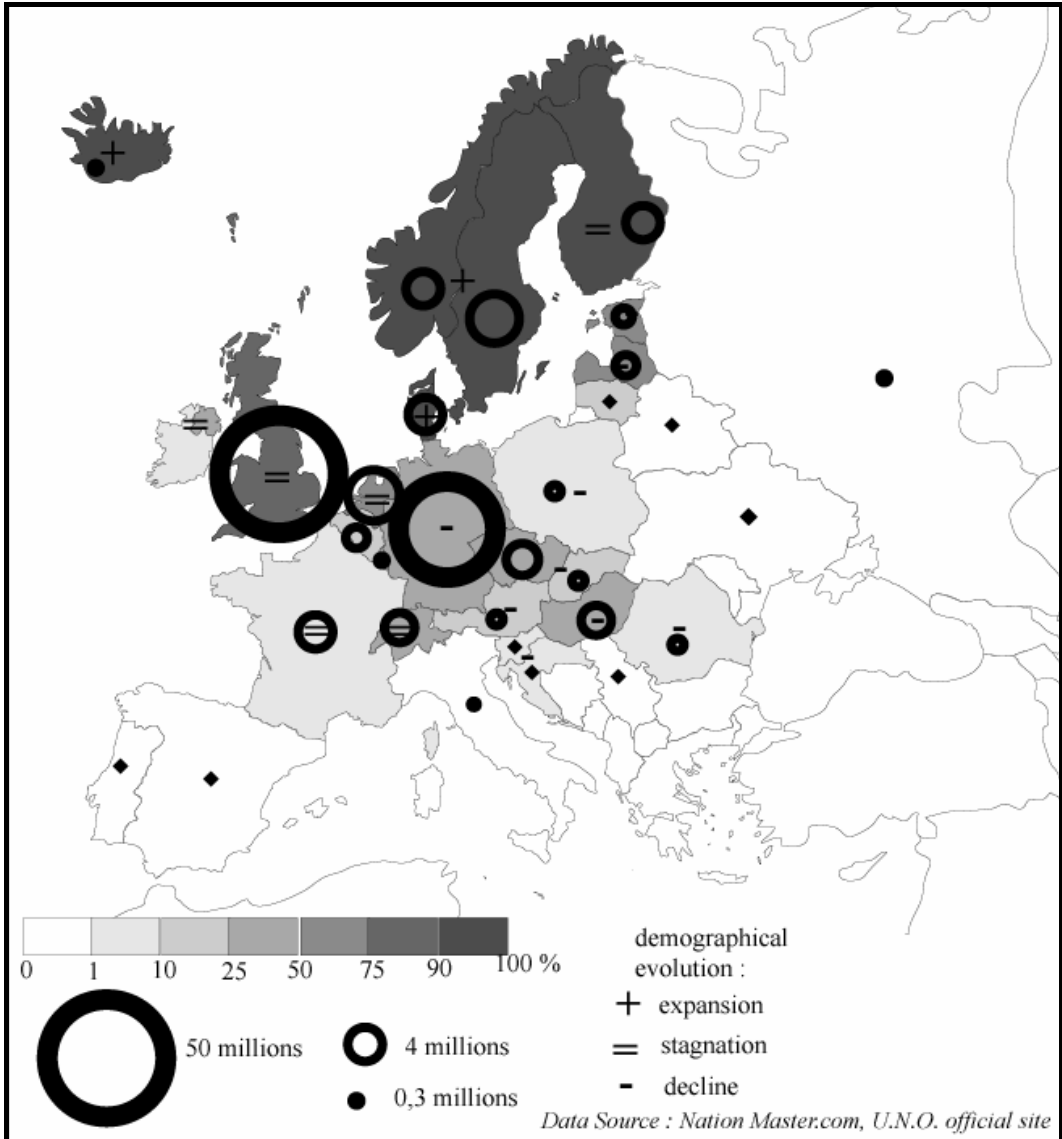 0 1 10 25 50 75 90 100 %
50 millions
4 millions
0,3 millions
demographical
evolution :
+ expansion
= stagnation
- decline
Data Source : Nation Master.com, U.N.O. official site